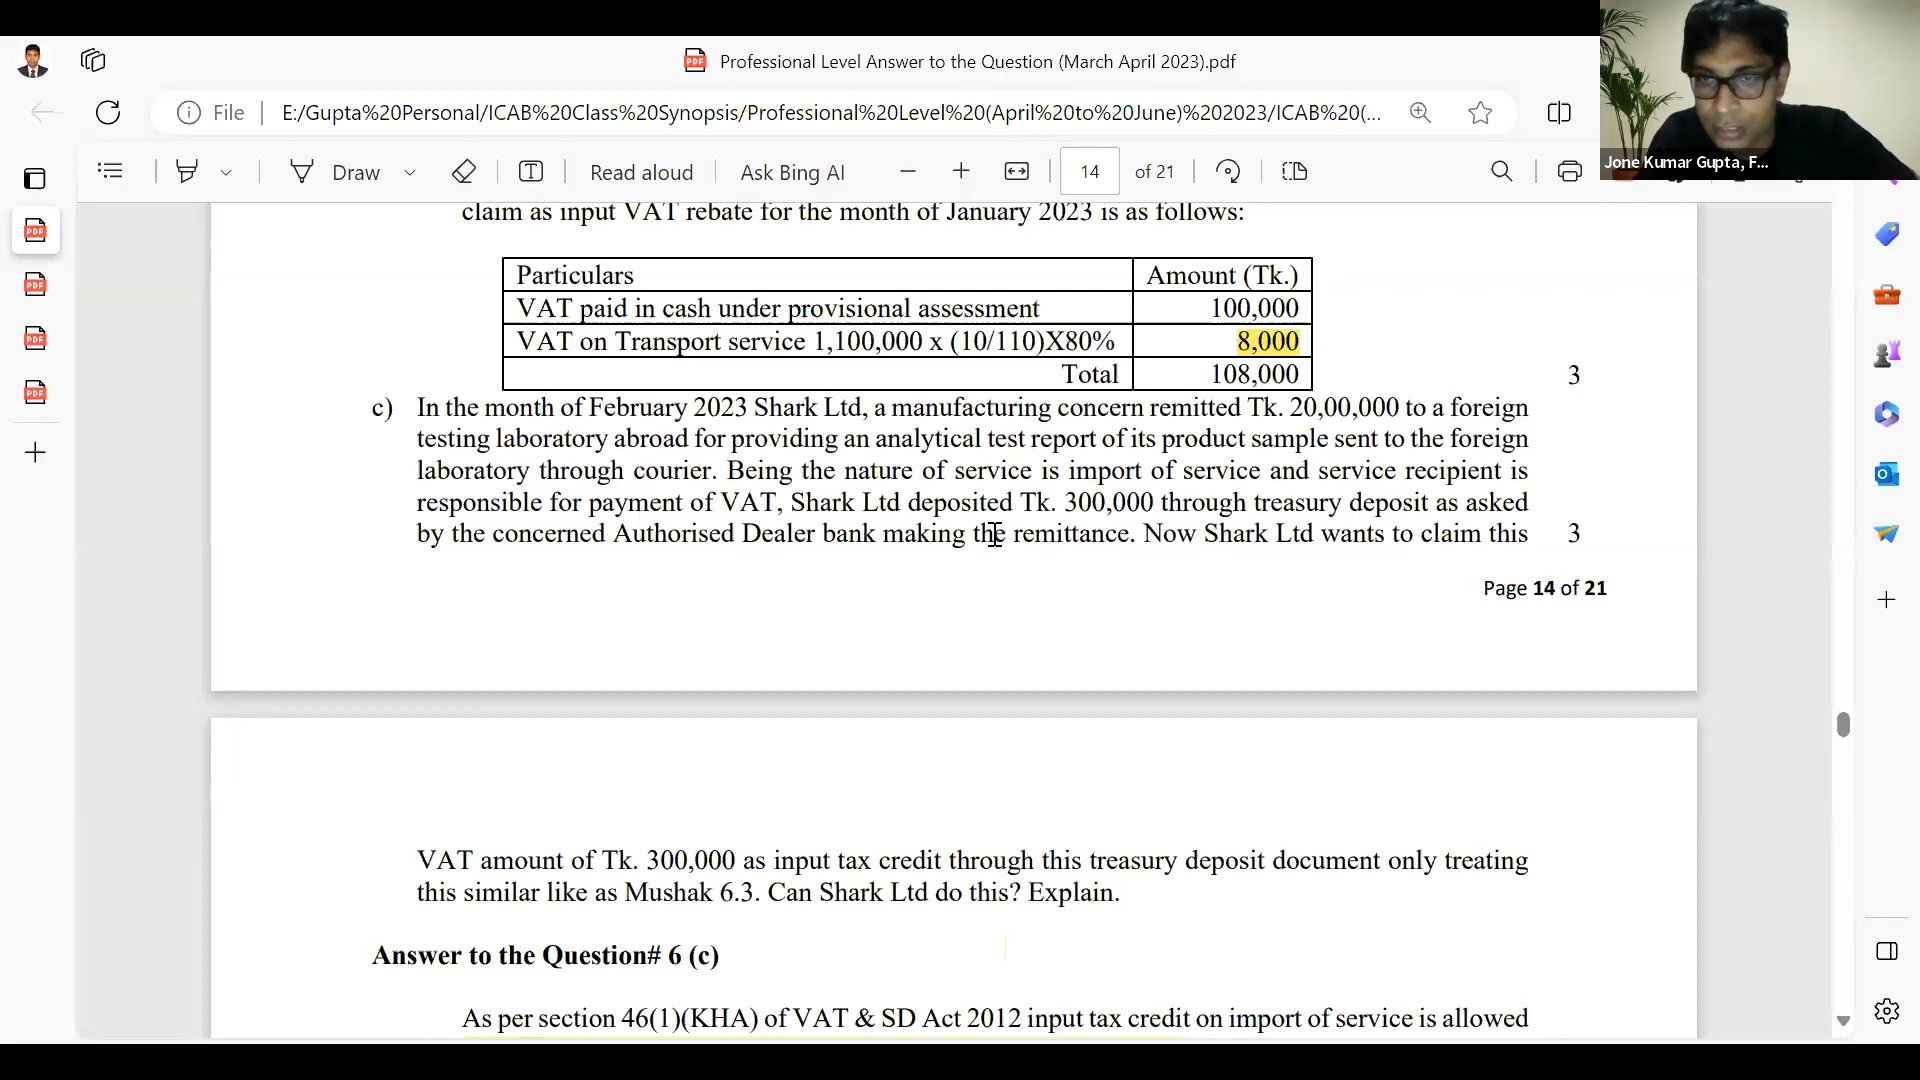 Professional Level Answer to the Question (March April 2023).pdf
File
E:/Gupta%20Personal/ICAB%20Class%20Synopsis/Professional%20Level%20(April%20to%20June)%202023/ICAB%20(...
Draw
Read aloud
Ask Bing AI
14
of 21
Jone Kumar Gupta, F...
claim as input VAT rebate for the month of January 2023 is as follows:
Particulars Amount (Tk.)
VAT paid in cash under provisional assessment 100,000
VAT on Transport service 1,100,000 x (10/110)X80% 8,000
Total 108,000
3
c) In the month of February 2023 Shark Ltd, a manufacturing concern remitted Tk. 20,00,000 to a foreign
testing laboratory abroad for providing an analytical test report of its product sample sent to the foreign
laboratory through courier. Being the nature of service is import of service and service recipient is
responsible for payment of VAT, Shark Ltd deposited Tk. 300,000 through treasury deposit as asked
by the concerned Authorised Dealer bank making the remittance. Now Shark Ltd wants to claim this 3
Page 14 of 21
VAT amount of Tk. 300,000 as input tax credit through this treasury deposit document only treating
this similar like as Mushak 6.3. Can Shark Ltd do this? Explain.
Answer to the Question# 6 (c)
As per section 46(1)(KHA) of VAT & SD Act 2012 input tax credit on import of service is allowed